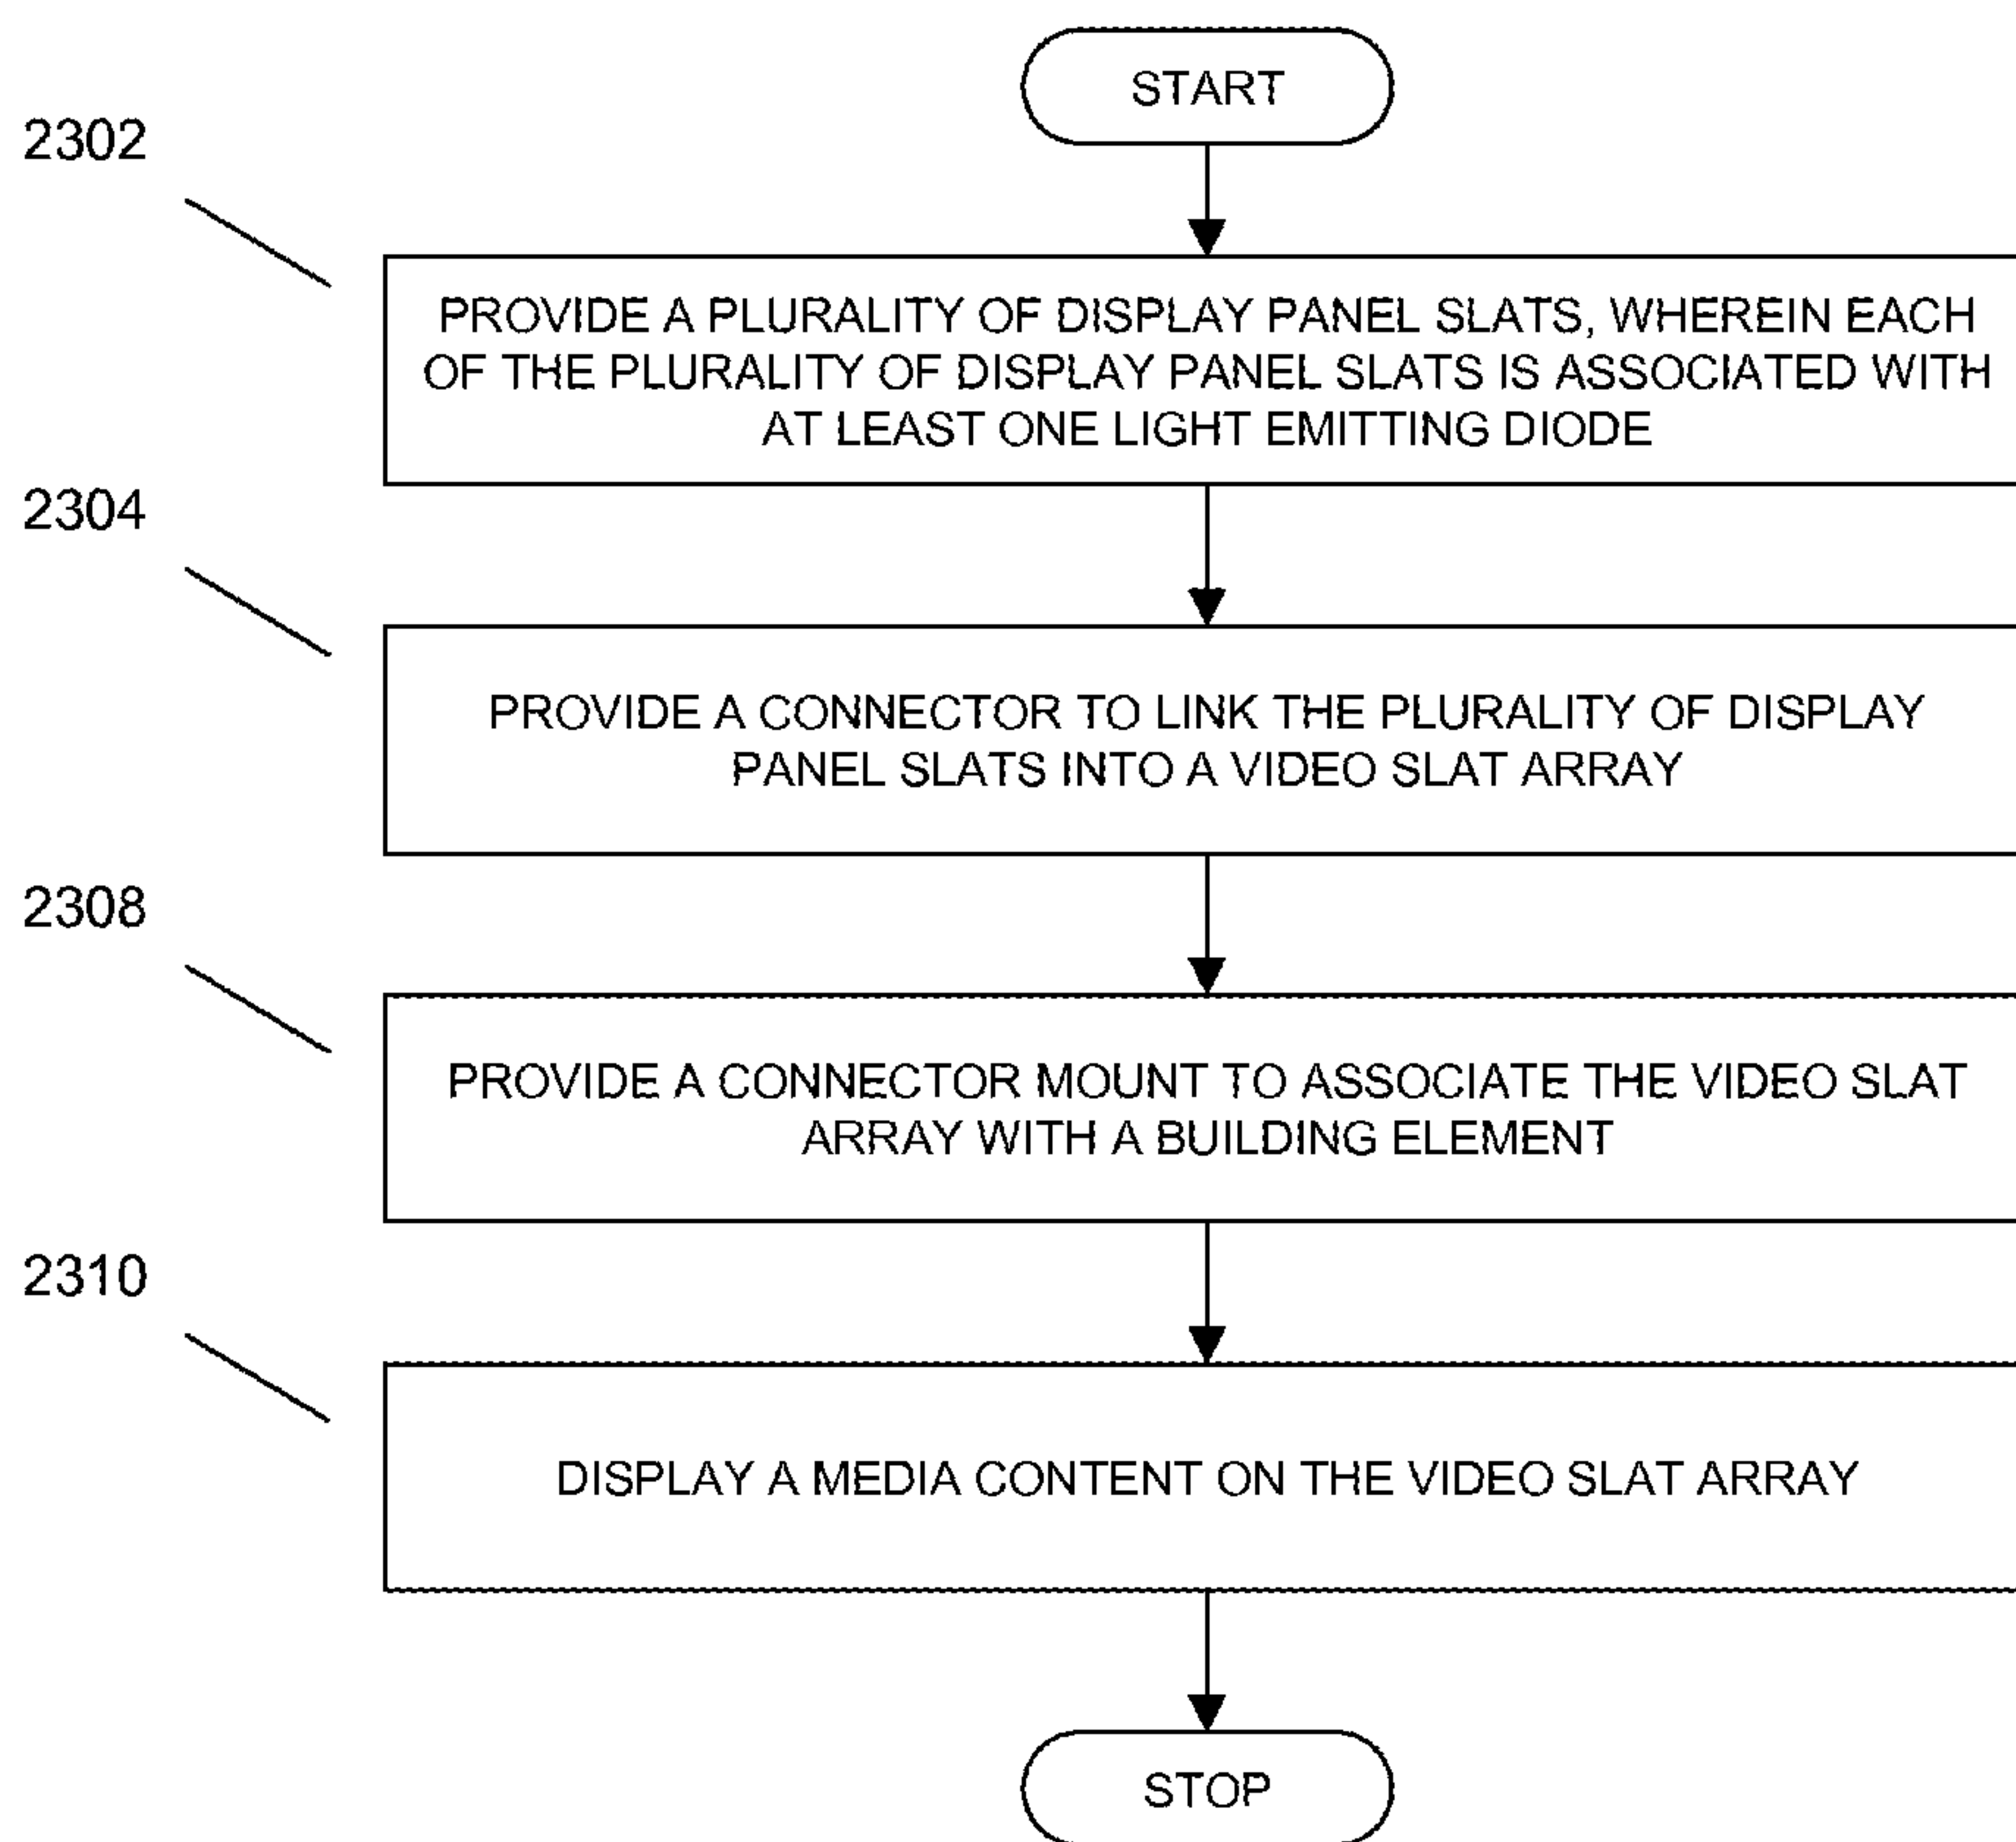 START
2302
PROVIDE A PLURALITY OF DISPLAY PANEL SLATS, WHEREIN EACH
OF THE PLURALITY OF DISPLAY PANEL SLATS IS ASSOCIATED WITH
AT LEAST ONE LIGHT EMITTING DIODE
2304
PROVIDE A CONNECTOR TO LINK THE PLURALITY OF DISPLAY
PANEL SLATS INTO A VIDEO SLAT ARRAY
2308
PROVIDE A CONNECTOR MOUNT TO ASSOCIATE THE VIDEO SLAT
ARRAY WITH A BUILDING ELEMENT
2310
DISPLAY A MEDIA CONTENT ON THE VIDEO SLAT ARRAY
STOP